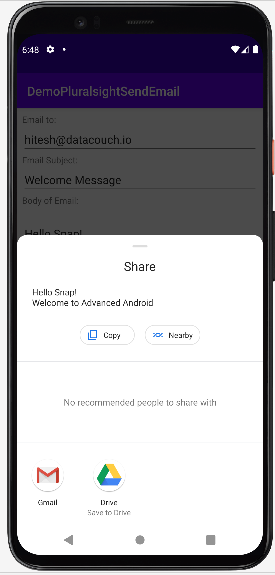 6:48
DemoPluralsightSendEmail
Email to:
hitesh@datacouch.io
Email Subject:
Welcome Message
Body of Email:
Hello Snap!
Share
Hello Snap!
Welcome to Advanced Android
Copy
Nearby
No recommended people to share with
Gmail
Drive
Save to Drive